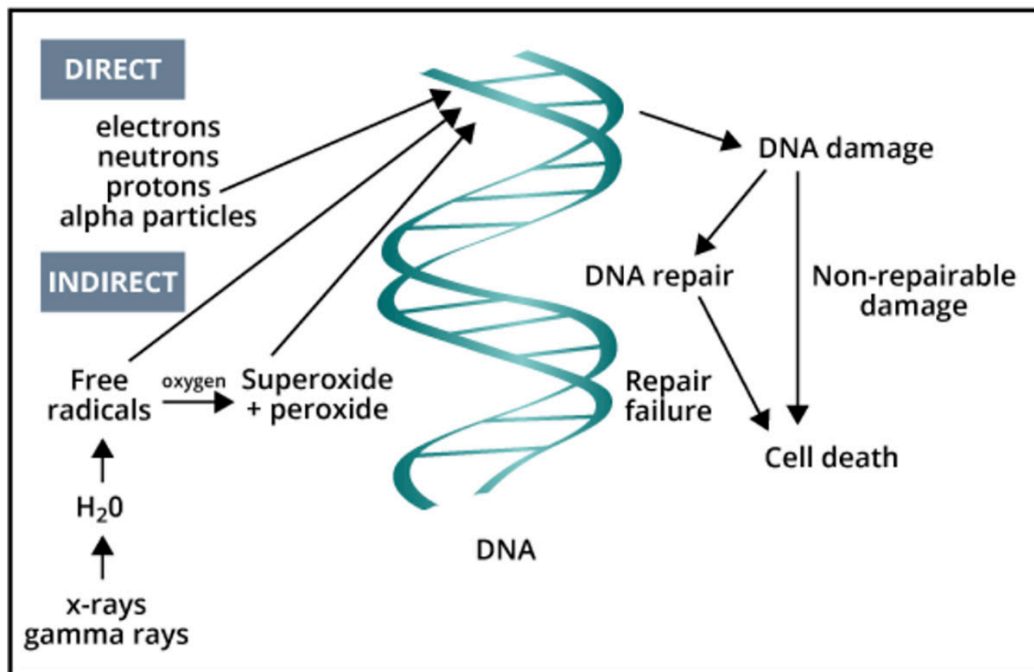 DIRECT
electrons
neutrons
protons
alpha particles
INDIRECT
Free
radicals
oxygen
Superoxide
+ peroxide
H₂0
x-rays
gamma rays
DNA
DNA damage
DNA repair
Non-repairable
damage
Repair
failure
Cell death